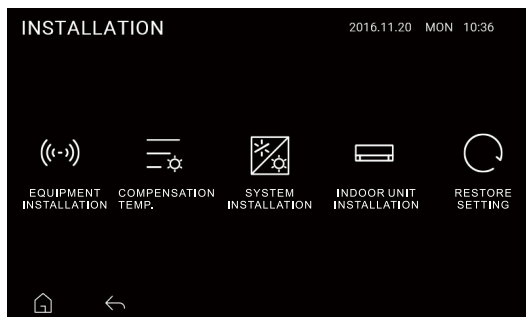 INSTALLATION
2016.11.20 MON 10:36
EQUIPMENT
INSTALLATION
COMPENSATION
TEMP.
SYSTEM
INSTALLATION
INDOOR UNIT
INSTALLATION
RESTORE
SETTING